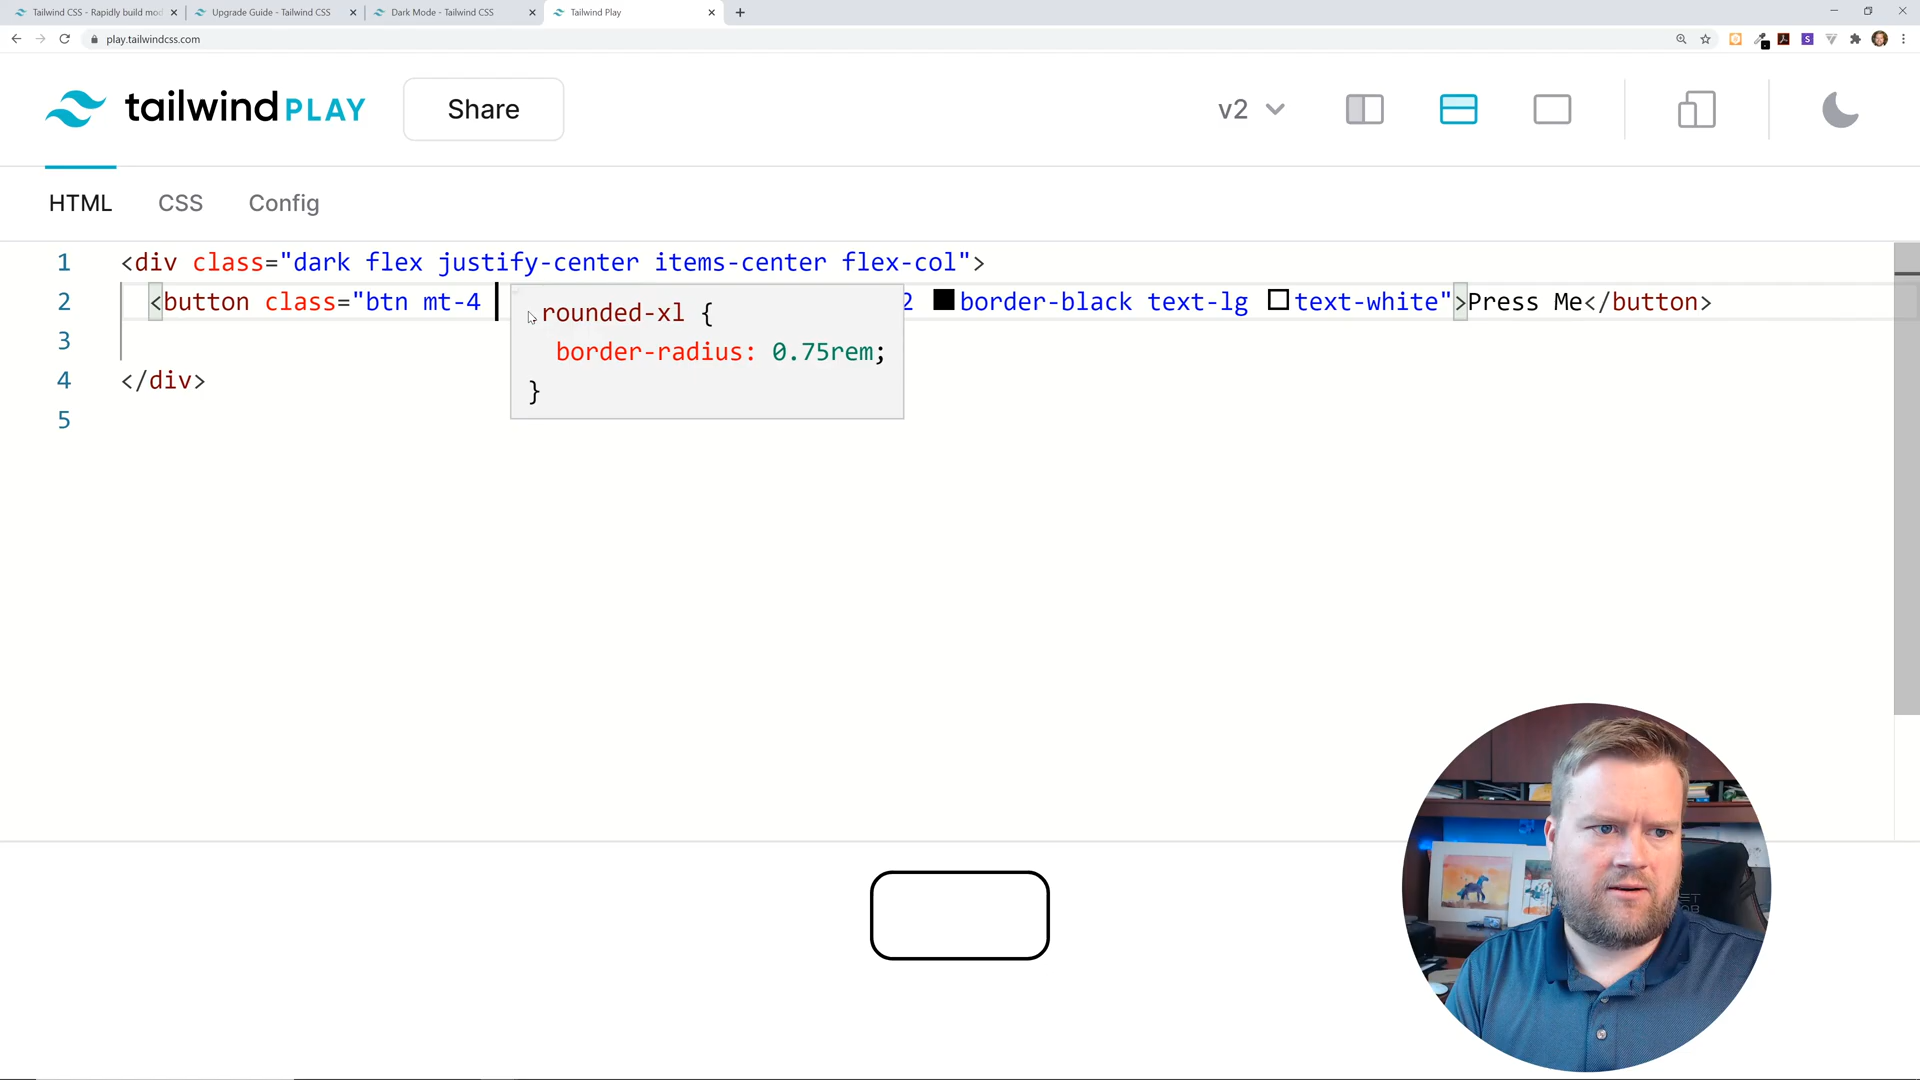 Tailwind CSS - Rapidly build mod
Upgrade Guide - Tailwind CSS
Dark Mode - Tailwind CSS
Tailwind Play
play.tailwindcss.com
tailwind PLAY
Share
v2
HTML
CSS
Config
1 <div class="dark flex justify-center items-center flex-col">
2 <button class="btn mt-4 2 border-black text-lg text-white">Press Me</button>
.rounded-xl {
3
border-radius: 0.75rem;
4 </div>
}
5